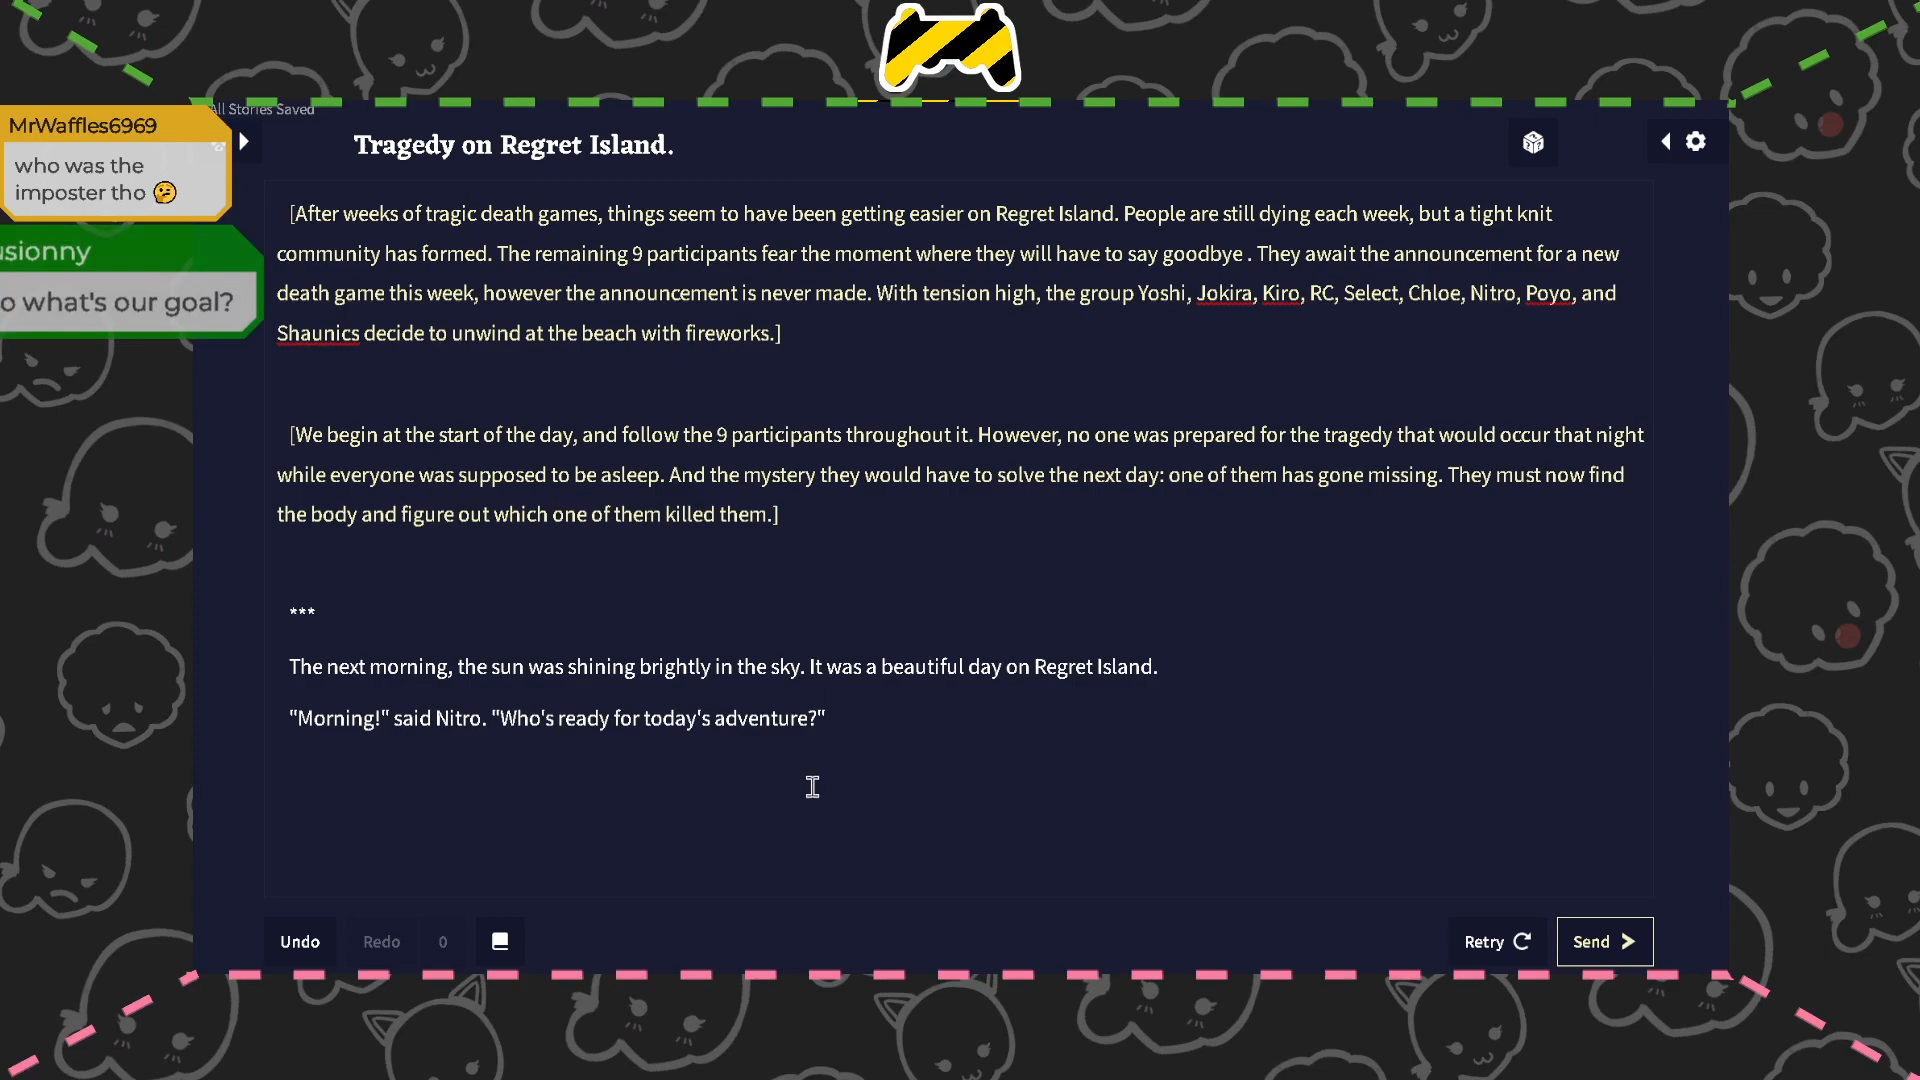 All Stories Saved
MrWaffles6969
who was the
imposter tho 🤔
usionny
o what's our goal?
Tragedy on Regret Island.
[After weeks of tragic death games, things seem to have been getting easier on Regret Island. People are still dying each week, but a tight knit
community has formed. The remaining 9 participants fear the moment where they will have to say goodbye . They await the announcement for a new
death game this week, however the announcement is never made. With tension high, the group Yoshi, Jokira, Kiro, RC, Select, Chloe, Nitro, Poyo, and
Shaunics decide to unwind at the beach with fireworks.]
[We begin at the start of the day, and follow the 9 participants throughout it. However, no one was prepared for the tragedy that would occur that night
while everyone was supposed to be asleep. And the mystery they would have to solve the next day: one of them has gone missing. They must now find
the body and figure out which one of them killed them.]
***
The next morning, the sun was shining brightly in the sky. It was a beautiful day on Regret Island.
"Morning!" said Nitro. "Who's ready for today's adventure?"
Undo Redo 0 Retry Send